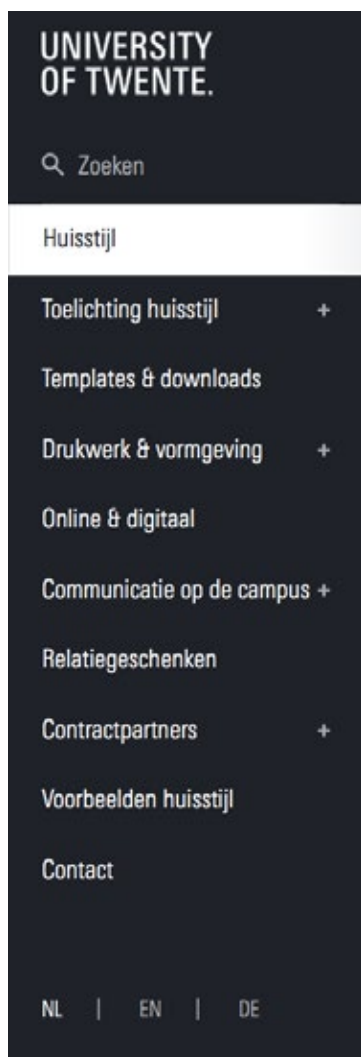 UNIVERSITY
OF TWENTE.
Zoeken
Huisstijl
Toelichting huisstijl +
Templates & downloads
Drukwerk & vormgeving +
Online & digitaal
Communicatie op de campus +
Relatiegeschenken
Contractpartners +
Voorbeelden huisstijl
Contact
NL | EN | DE